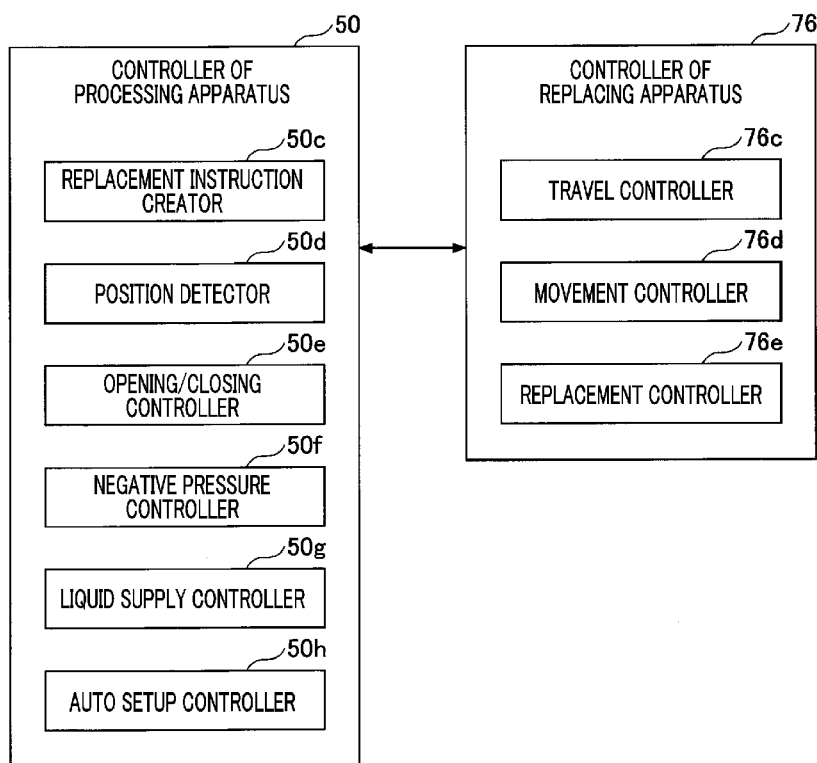 50
CONTROLLER OF
PROCESSING APPARATUS
50c
REPLACEMENT INSTRUCTION
CREATOR
50d
POSITION DETECTOR
50e
OPENING/CLOSING
CONTROLLER
50f
NEGATIVE PRESSURE
CONTROLLER
50g
LIQUID SUPPLY CONTROLLER
50h
AUTO SETUP CONTROLLER
76
CONTROLLER OF
REPLACING APPARATUS
76c
TRAVEL CONTROLLER
76d
MOVEMENT CONTROLLER
76e
REPLACEMENT CONTROLLER